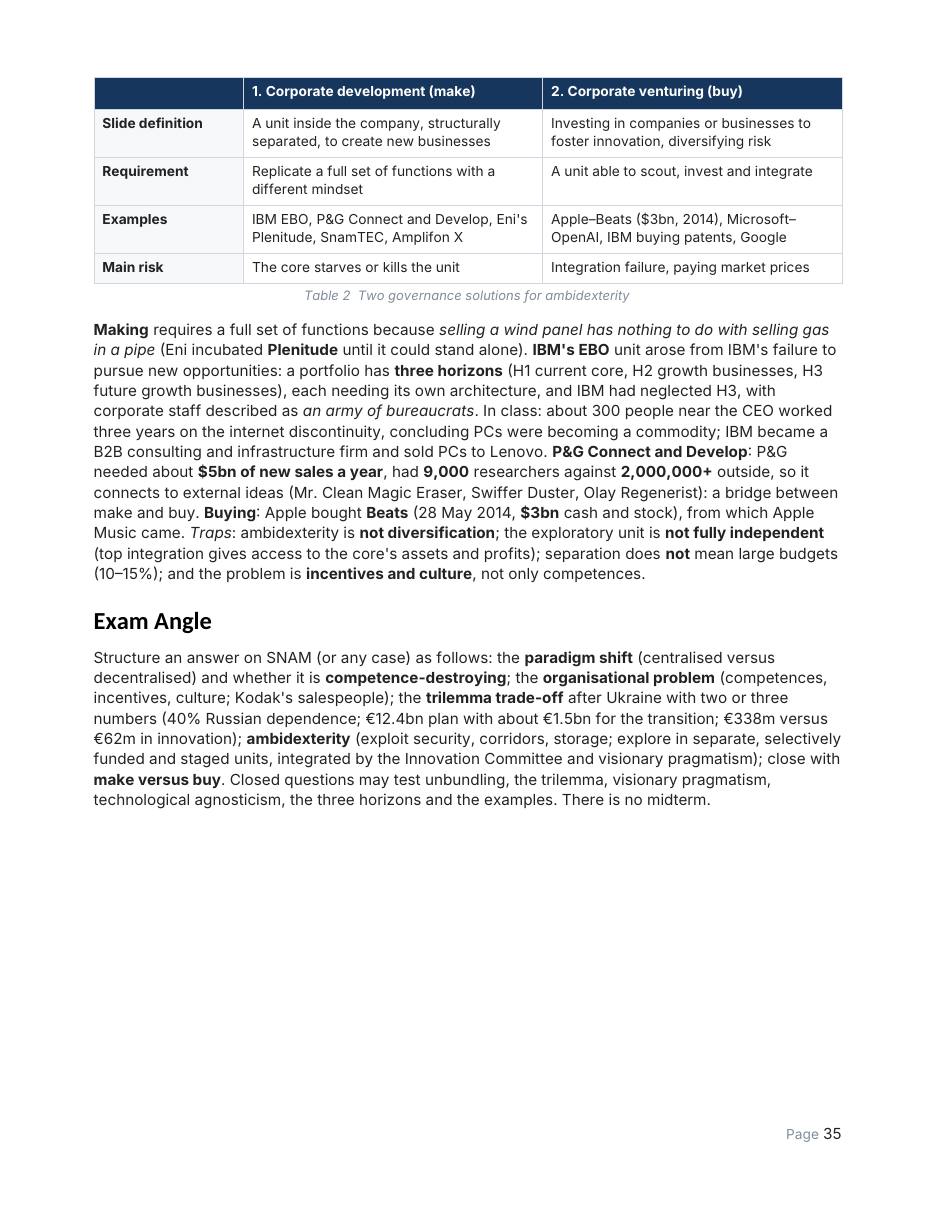 1. Corporate development (make) 2. Corporate venturing (buy)
Slide definition A unit inside the company, structurally Investing in companies or businesses to
separated, to create new businesses foster innovation, diversifying risk
Requirement Replicate a full set of functions with a A unit able to scout, invest and integrate
different mindset
Examples IBM EBO, P&G Connect and Develop, Eni's Apple–Beats ($3bn, 2014), Microsoft–
Plenitude, SnamTEC, Amplifon X OpenAI, IBM buying patents, Google
Main risk The core starves or kills the unit Integration failure, paying market prices
Table 2 Two governance solutions for ambidexterity
Making requires a full set of functions because selling a wind panel has nothing to do with selling gas
in a pipe (Eni incubated Plenitude until it could stand alone). IBM's EBO unit arose from IBM's failure to
pursue new opportunities: a portfolio has three horizons (H1 current core, H2 growth businesses, H3
future growth businesses), each needing its own architecture, and IBM had neglected H3, with
corporate staff described as an army of bureaucrats. In class: about 300 people near the CEO worked
three years on the internet discontinuity, concluding PCs were becoming a commodity; IBM became a
B2B consulting and infrastructure firm and sold PCs to Lenovo. P&G Connect and Develop: P&G
needed about $5bn of new sales a year, had 9,000 researchers against 2,000,000+ outside, so it
connects to external ideas (Mr. Clean Magic Eraser, Swiffer Duster, Olay Regenerist): a bridge between
make and buy. Buying: Apple bought Beats (28 May 2014, $3bn cash and stock), from which Apple
Music came. Traps: ambidexterity is not diversification; the exploratory unit is not fully independent
(top integration gives access to the core's assets and profits); separation does not mean large budgets
(10–15%); and the problem is incentives and culture, not only competences.
Exam Angle
Structure an answer on SNAM (or any case) as follows: the paradigm shift (centralised versus
decentralised) and whether it is competence-destroying; the organisational problem (competences,
incentives, culture; Kodak's salespeople); the trilemma trade-off after Ukraine with two or three
numbers (40% Russian dependence; €12.4bn plan with about €1.5bn for the transition; €338m versus
€62m in innovation); ambidexterity (exploit security, corridors, storage; explore in separate, selectively
funded and staged units, integrated by the Innovation Committee and visionary pragmatism); close with
make versus buy. Closed questions may test unbundling, the trilemma, visionary pragmatism,
technological agnosticism, the three horizons and the examples. There is no midterm.
Page 35